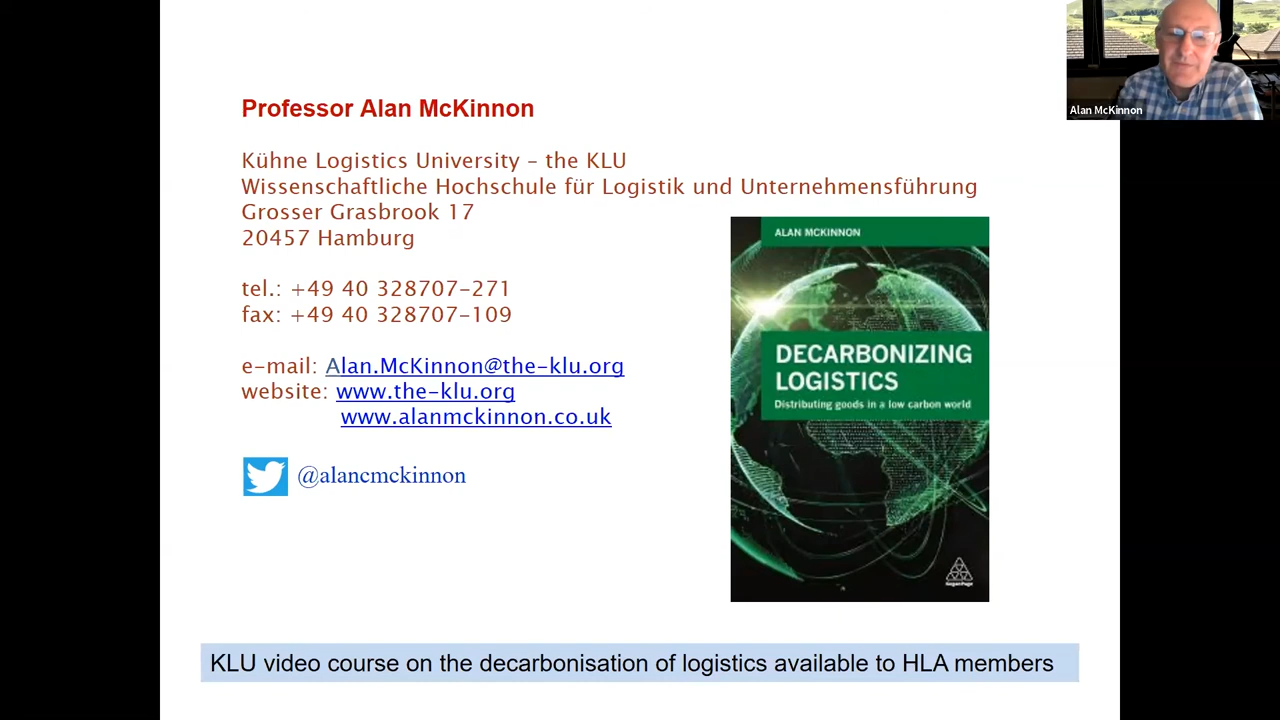 Professor Alan McKinnon
Kühne Logistics University – the KLU
Wissenschaftliche Hochschule für Logistik und Unternehmensführung
Grosser Grasbrook 17
20457 Hamburg
tel.: +49 40 328707-271
fax: +49 40 328707-109
e-mail: Alan.McKinnon@the-klu.org
website: www.the-klu.org
www.alanmckinnon.co.uk
@alancmckinnon
ALAN MCKINNON
DECARBONIZING
LOGISTICS
Distributing goods in a low carbon world
KoganPage
KLU video course on the decarbonisation of logistics available to HLA members
Alan McKinnon